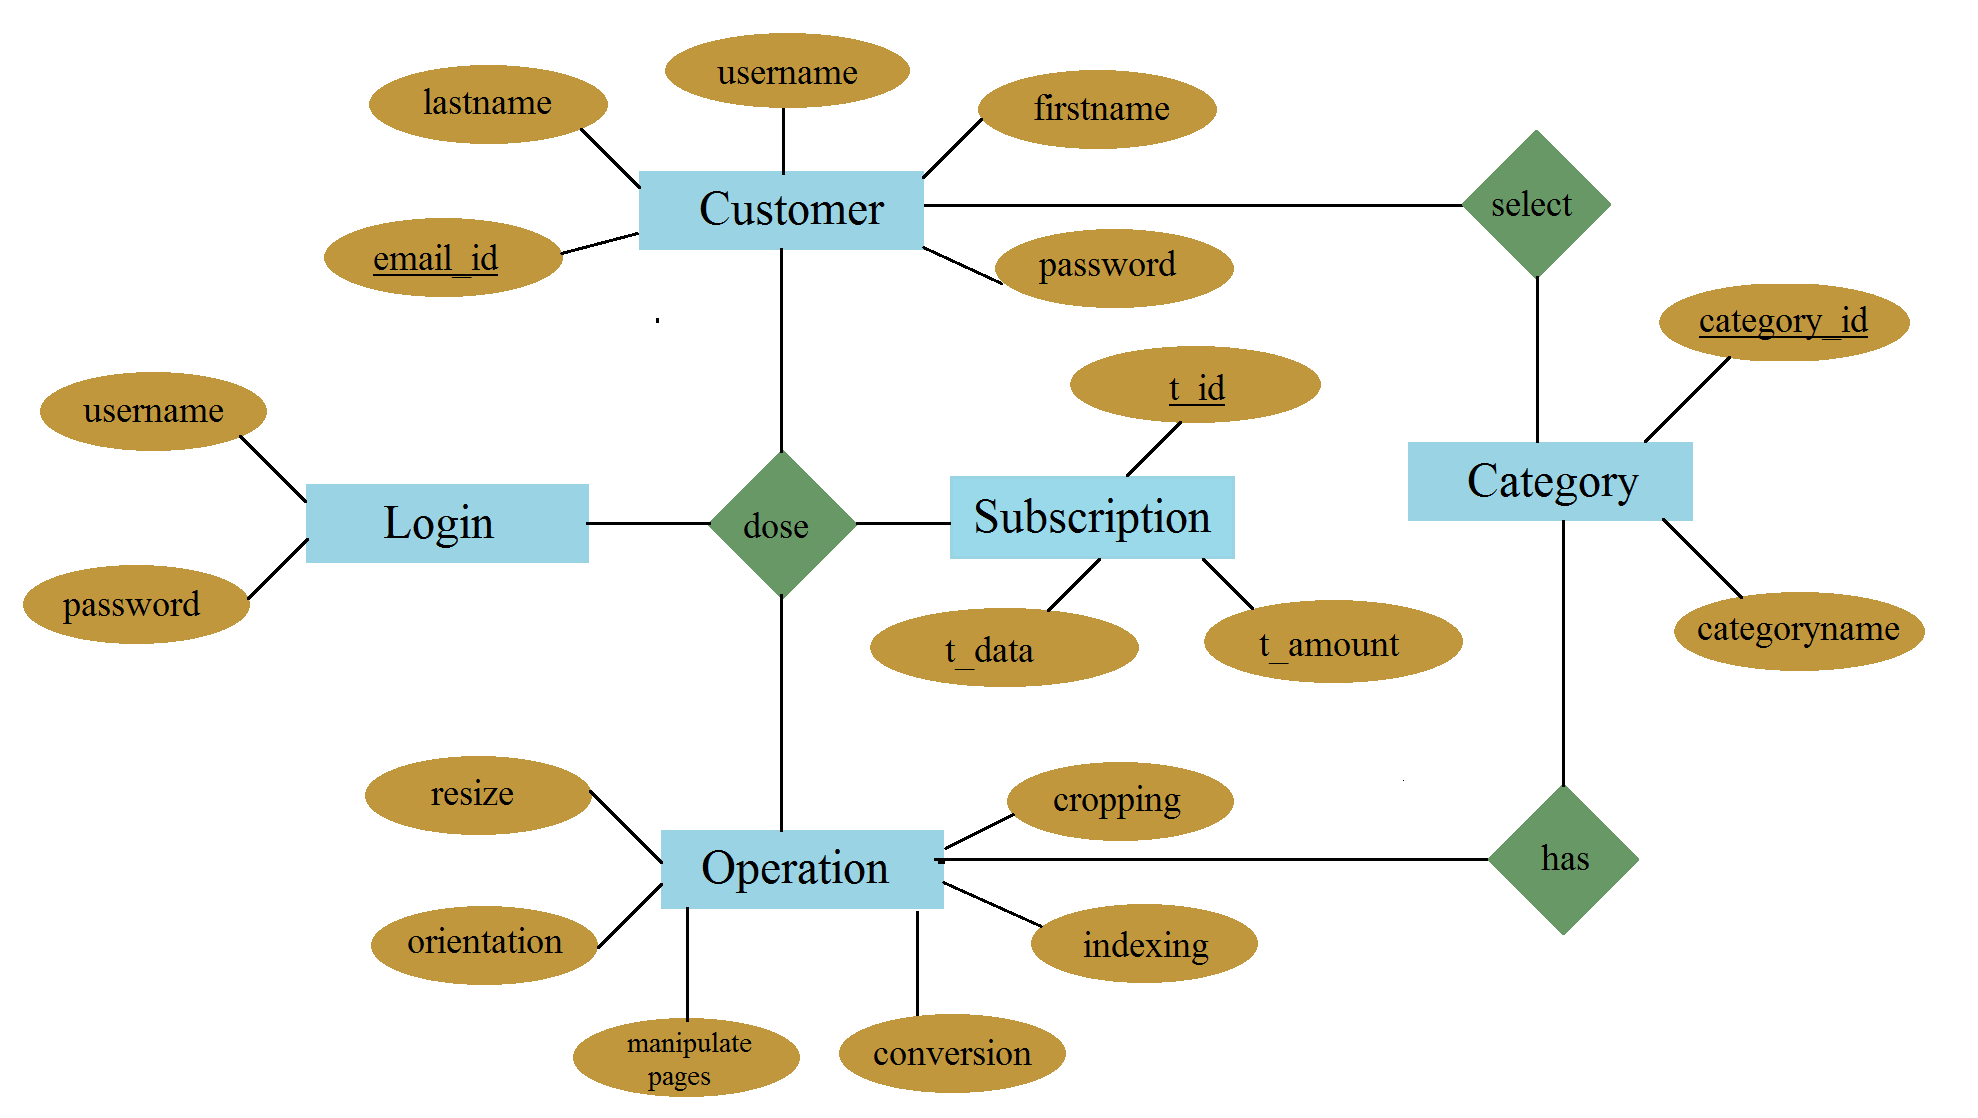 username
lastname
firstname
Customer
select
email_id
password
category_id
t_id
username
Category
Subscription
Login
dose
password
categoryname
t_data
t_amount
resize
cropping
Operation
has
orientation
indexing
manipulate
pages
conversion